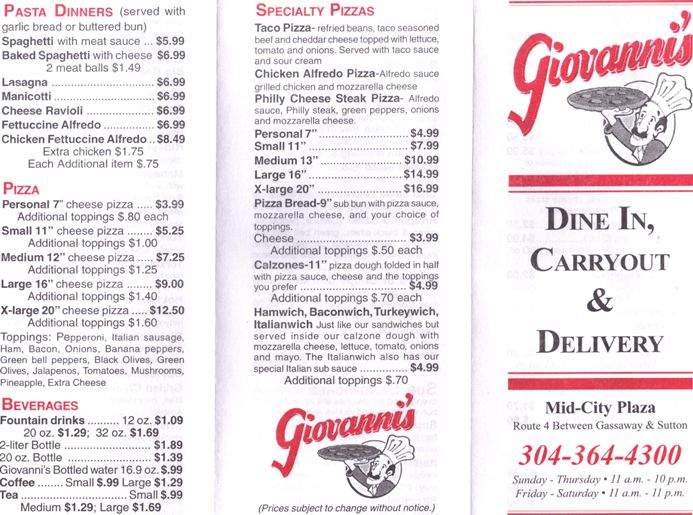 PASTA DINNERS (served with
garlic bread or buttered bun)
Spaghetti with meat sauce ... $5.99
Baked Spaghetti with cheese $6.99
2 meat balls $1.49
Lasagna ............................. $6.99
Manicotti ............................ $6.99
Cheese Ravioli ................... $6.99
Fettuccine Alfredo .............. $6.99
Chicken Fettuccine Alfredo .. $8.49
Extra chicken $1.75
Each Additional item $.75
PIZZA
Personal 7" cheese pizza ..... $3.99
Additional toppings $.80 each
Small 11" cheese pizza ....... $5.25
Additional toppings $1.00
Medium 12" cheese pizza ..... $7.25
Additional toppings $1.25
Large 16" cheese pizza ........ $9.00
Additional toppings $1.40
X-large 20" cheese pizza ..... $12.50
Additional toppings $1.60
Toppings: Pepperoni, Italian sausage,
Ham, Bacon, Onions, Banana peppers,
Green bell peppers, Black Olives, Green
Olives, Jalapenos, Tomatoes, Mushrooms,
Pineapple, Extra Cheese
BEVERAGES
Fountain drinks .......... 12 oz. $1.09
20 oz. $1.29; 32 oz. $1.69
2-liter Bottle ........................ $1.89
20 oz. Bottle ....................... $1.39
Giovanni's Bottled water 16.9 oz. $.99
Coffee ........ Small $.99 Large $1.29
Tea ............................. Small $.99
Medium $1.29; Large $1.69
SPECIALTY PIZZAS
Taco Pizza- refried beans, taco seasoned
beef and cheddar cheese topped with lettuce,
tomato and onions. Served with taco sauce
and sour cream
Chicken Alfredo Pizza-Alfredo sauce
grilled chicken and mozzarella cheese
Philly Cheese Steak Pizza- Alfredo
sauce, Philly steak, green peppers, onions
and mozzarella cheese.
Personal 7" ......................... $4.99
Small 11" ............................. $7.99
Medium 13" ....................... $10.99
Large 16" ........................... $14.99
X-large 20" ........................ $16.99
Pizza Bread-9" sub bun with pizza sauce,
mozzarella cheese, and your choice of
toppings.
Cheese ................................ $3.99
Additional toppings $.50 each
Calzones-11" pizza dough folded in half
with pizza sauce, cheese and the toppings
you prefer ........................... $4.99
Additional toppings $.70 each
Hamwich, Baconwich, Turkeywich,
Italianwich Just like our sandwiches but
served inside our calzone dough with
mozzarella cheese, lettuce, tomato, onions
and mayo. The Italianwich also has our
special Italian sub sauce ........ $4.99
Additional toppings $.70
Giovanni's
(Prices subject to change without notice.)
Giovanni's
DINE IN,
CARRYOUT
&
DELIVERY
Mid-City Plaza
Route 4 Between Gassaway & Sutton
304-364-4300
Sunday - Thursday • 11 a.m. - 10 p.m.
Friday - Saturday • 11 a.m. - 11 p.m.